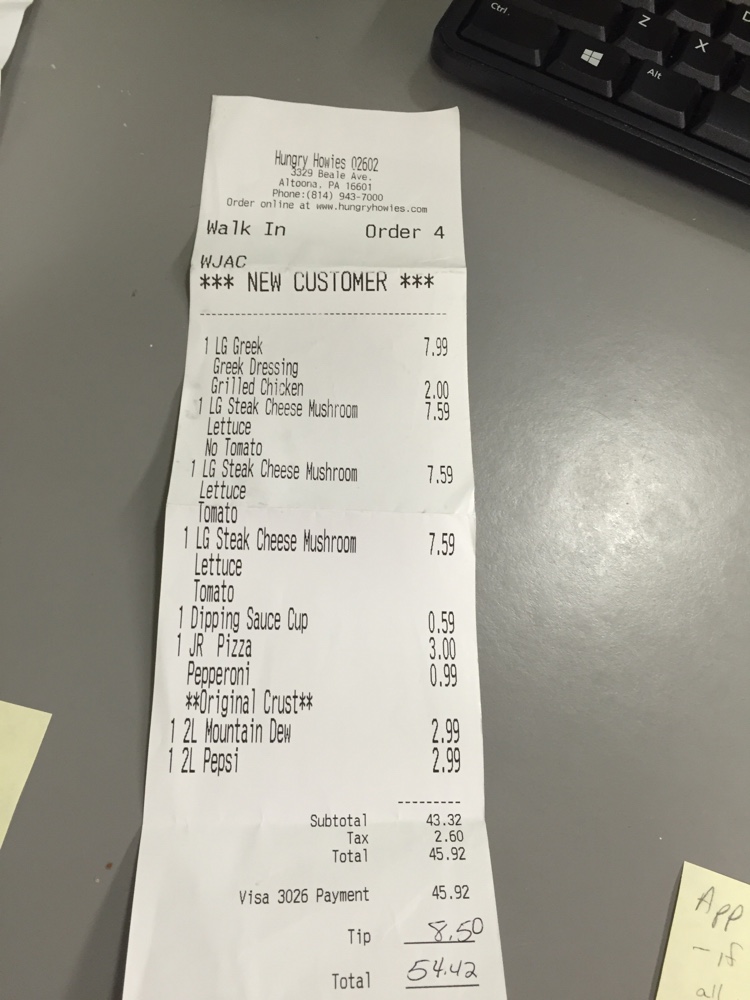 Hungry Howies 02602
3329 Beale Ave.
Altoona, PA 16601
Phone:(814) 943-7000
Order online at www.hungryhowies.com
Walk In Order 4
WJAC
*** NEW CUSTOMER ***
1 LG Greek 7.99
Greek Dressing
Grilled Chicken 2.00
1 LG Steak Cheese Mushroom 7.59
Lettuce
No Tomato
1 LG Steak Cheese Mushroom 7.59
Lettuce
Tomato
1 LG Steak Cheese Mushroom 7.59
Lettuce
Tomato
1 Dipping Sauce Cup 0.59
1 JR Pizza 3.00
Pepperoni 0.99
**Original Crust**
1 2L Mountain Dew 2.99
1 2L Pepsi 2.99
Subtotal 43.32
Tax 2.60
Total 45.92
Visa 3026 Payment 45.92
Tip 8.50
Total 54.42
Ctrl
Z
X
Alt
App
- if
all